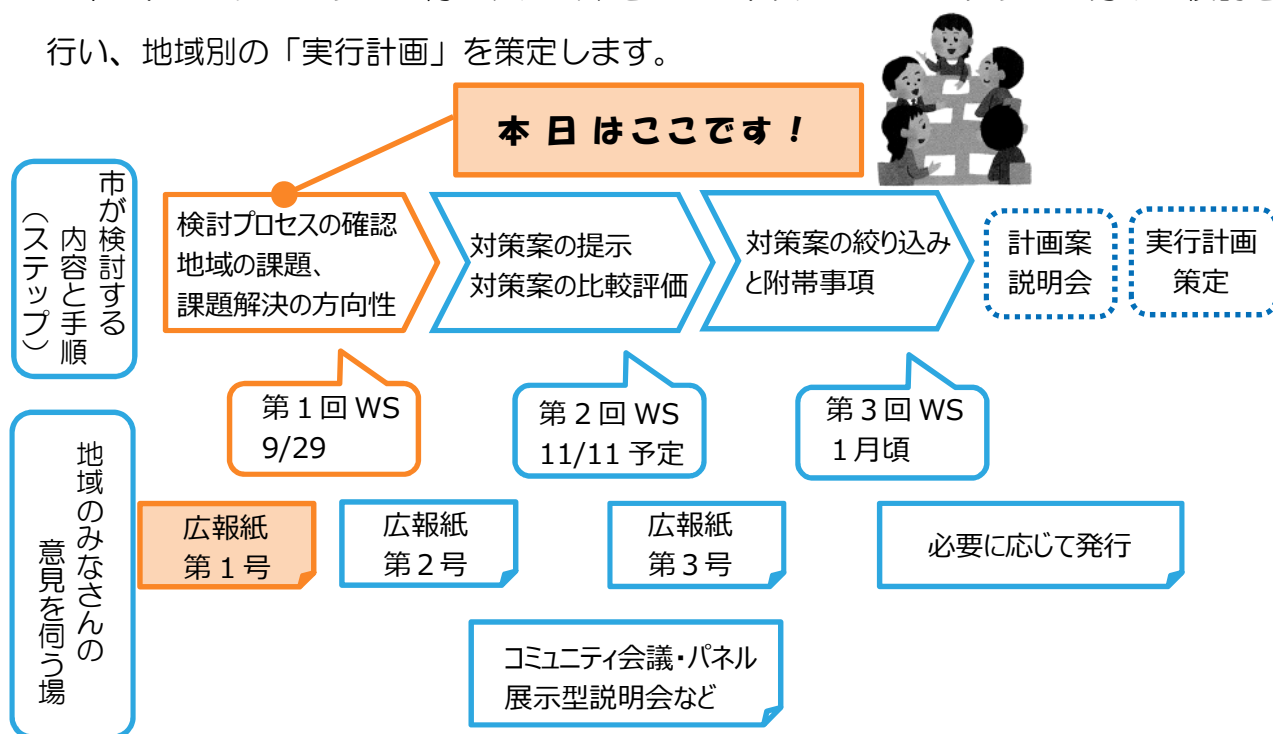 行い、地域別の「実行計画」を策定します。
本日はここです！
市が検討する
内容と手順
（ステップ）
検討プロセスの確認
地域の課題、
課題解決の方向性
対策案の提示
対策案の比較評価
対策案の絞り込み
と附帯事項
計画案
説明会
実行計画
策定
第１回 WS
9/29
第２回 WS
11/11 予定
第３回 WS
１月頃
地域のみなさんの
意見を伺う場
広報紙
第１号
広報紙
第２号
広報紙
第３号
必要に応じて発行
コミュニティ会議・パネル
展示型説明会など